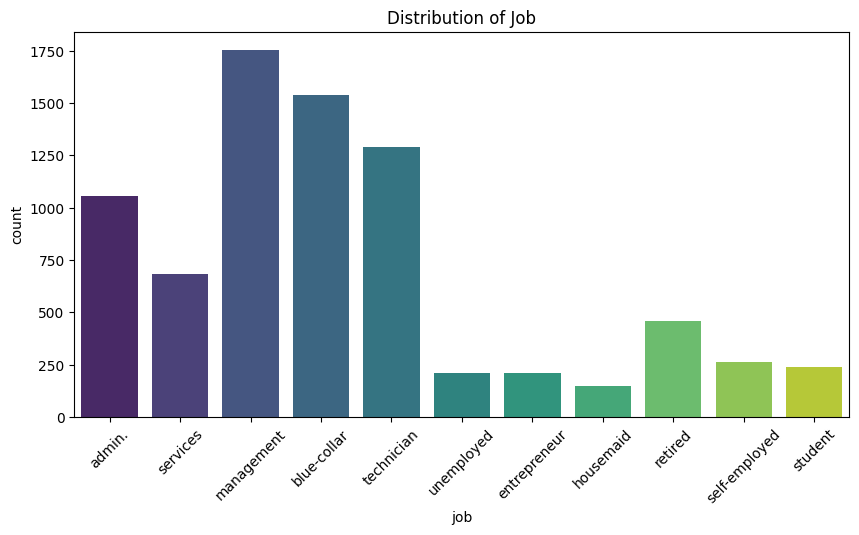 Distribution of Job
count
1750
1500
1250
1000
750
500
250
0
admin.
services
management
blue-collar
technician
unemployed
entrepreneur
housemaid
retired
self-employed
student
job